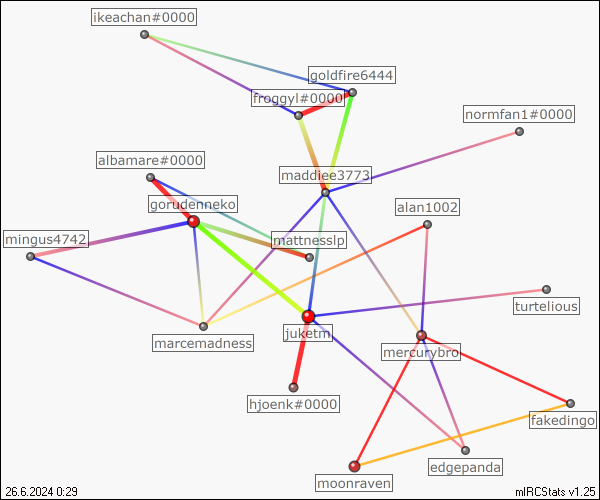 ikeachan#0000
goldfire6444
froggyl#0000
normfan1#0000
albamare#0000
maddiee3773
gorudenneko
alan1002
mingus4742
mattnesslp
turtelious
juketm
marcemadness
mercurybro
hjoenk#0000
fakedingo
edgepanda
moonraven
26.6.2024 0:29
mIRCStats v1.25